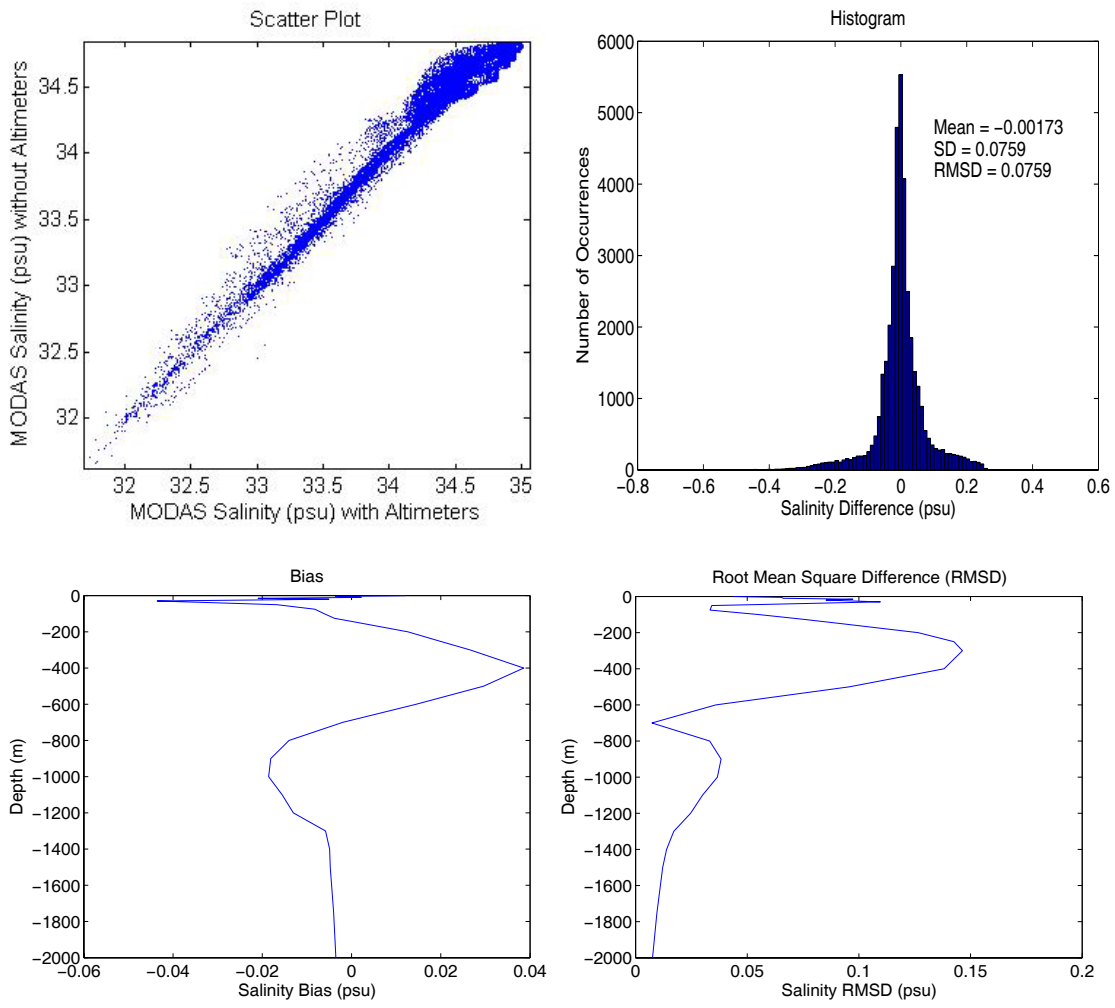 Scatter Plot
MODAS Salinity (psu) without Altimeters
34.5
34
33.5
33
32.5
32
32 32.5 33 33.5 34 34.5 35
MODAS Salinity (psu) with Altimeters
Histogram
Number of Occurrences
6000
5000
4000
3000
2000
1000
0
Mean = −0.00173
SD = 0.0759
RMSD = 0.0759
−0.8 −0.6 −0.4 −0.2 0 0.2 0.4 0.6
Salinity Difference (psu)
Bias
Depth (m)
0
−200
−400
−600
−800
−1000
−1200
−1400
−1600
−1800
−2000
−0.06 −0.04 −0.02 0 0.02 0.04
Salinity Bias (psu)
Root Mean Square Difference (RMSD)
Depth (m)
0
−200
−400
−600
−800
−1000
−1200
−1400
−1600
−1800
−2000
0 0.05 0.1 0.15 0.2
Salinity RMSD (psu)